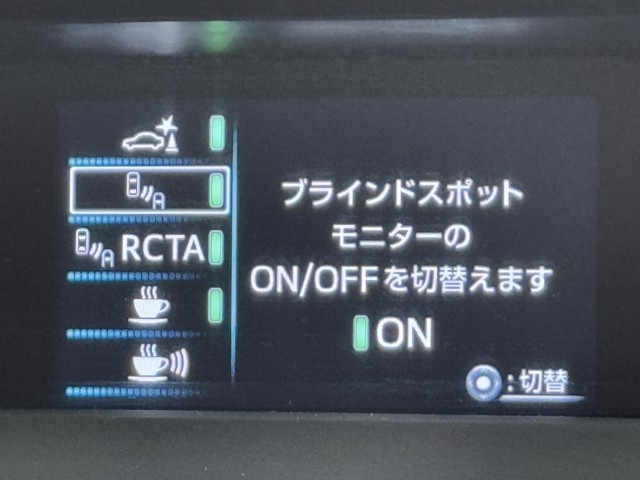 RCTA
ブラインドスポット
モニターの
ON/OFFを切替えます
ON
:切替